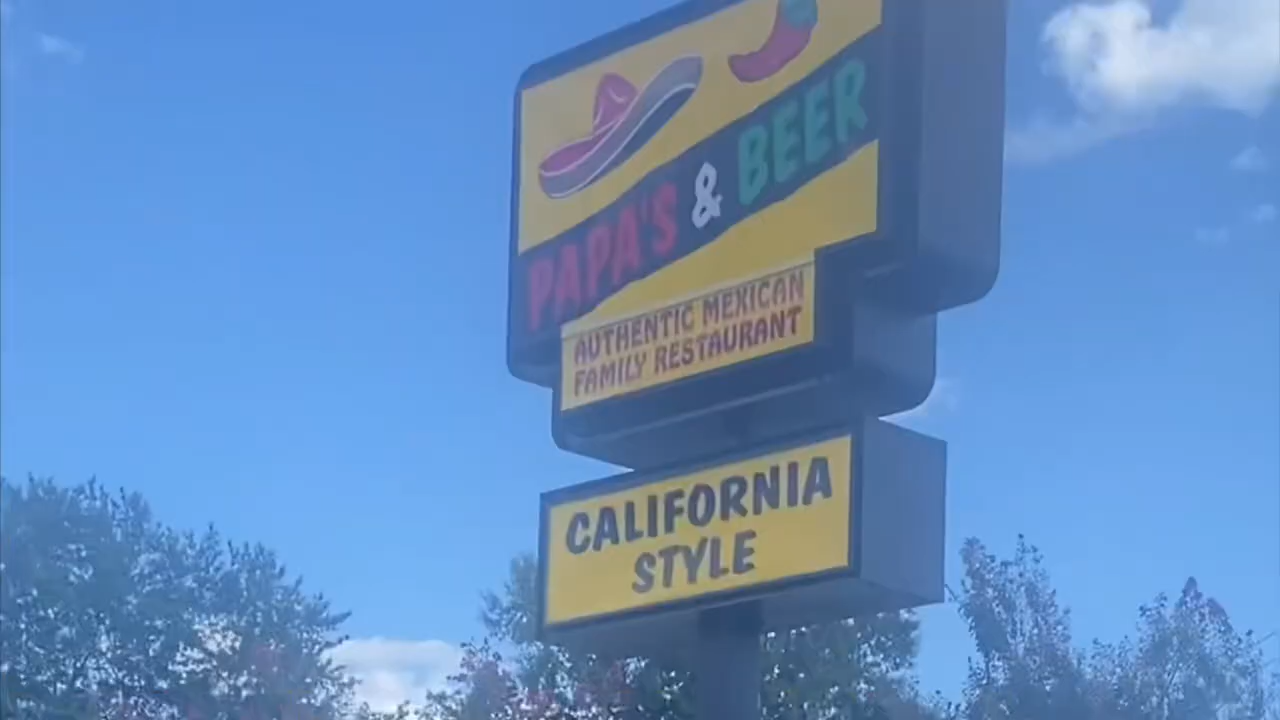 PAPA'S & BEER
AUTHENTIC MEXICAN
FAMILY RESTAURANT
CALIFORNIA
STYLE